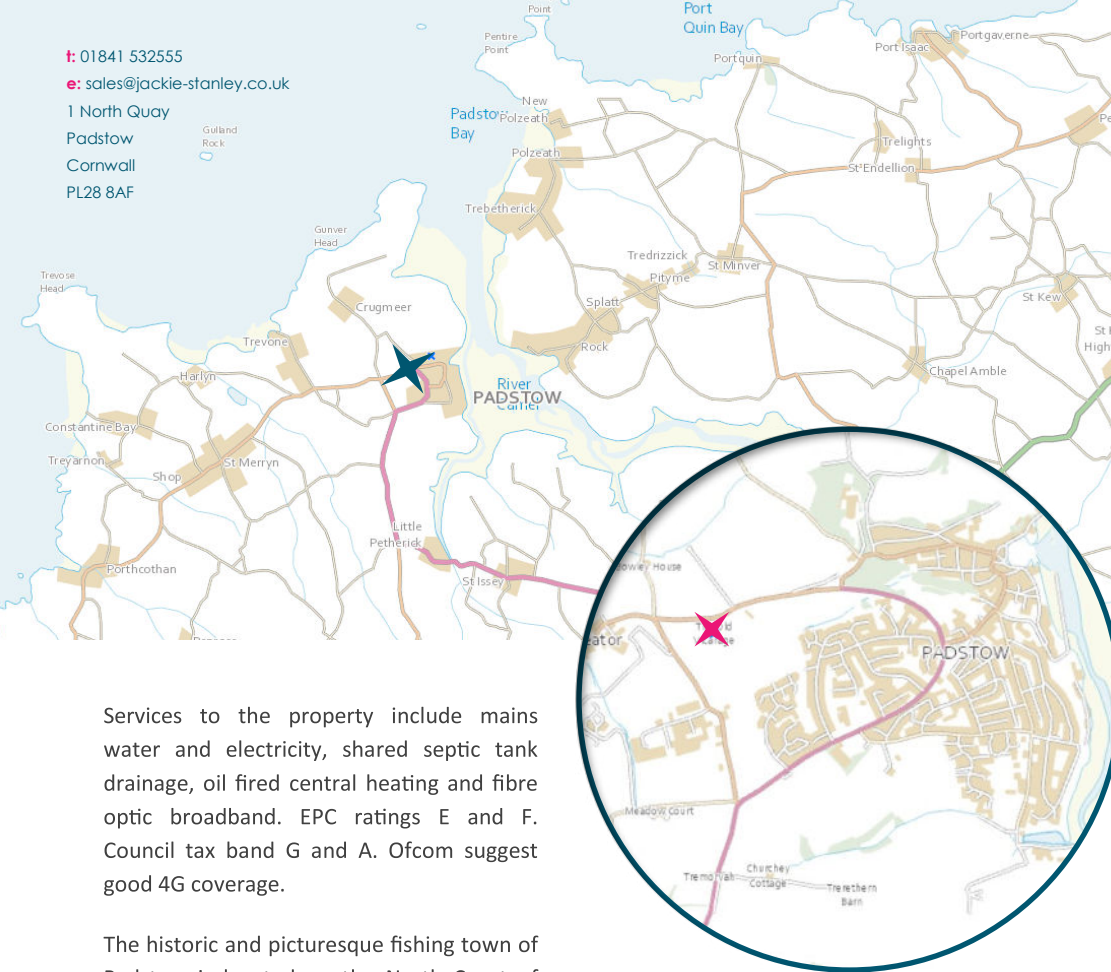 t: 01841 532555
e: sales@jackie-stanley.co.uk
1 North Quay
Padstow
Cornwall
PL28 8AF
Point
Port
Quin Bay
Pentire
Point
Port Isaac
Portgaverne
Portquin
New
Polzeath
Padstow
Bay
Gulland
Rock
Polzeath
Trelights
St Endellion
Trebetherick
Gunver
Head
Tredrizzick
St Minver
Pityme
Trevose
Head
St Kew
Splatt
Crugmeer
Trevone
Rock
High
Harlyn
Chapel Amble
River
Camel
PADSTOW
Constantine Bay
Treyarnon
St Merryn
Shop
Little
Petherick
Porthcothan
St Issey
House
PADSTOW
Meadow Court
Tremorvah
Churchey
Cottage
Trerethern
Barn
Services to the property include mains
water and electricity, shared septic tank
drainage, oil fired central heating and fibre
optic broadband. EPC ratings E and F.
Council tax band G and A. Ofcom suggest
good 4G coverage.
The historic and picturesque fishing town of